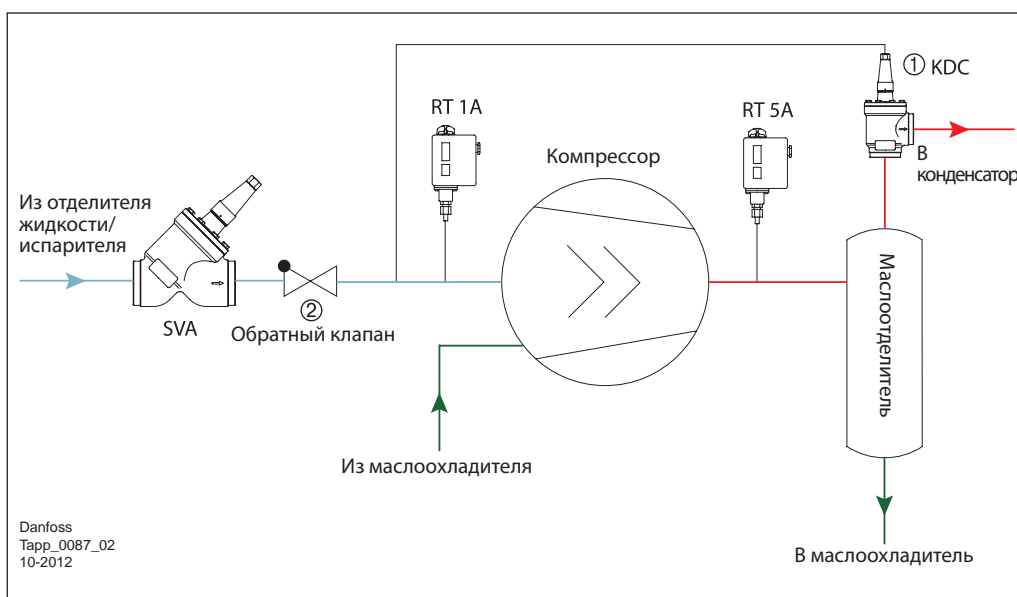 ① KDC
RT 1A
RT 5A
Компрессор
В
конденсатор
Из отделителя
жидкости/
испарителя
SVA
②
Обратный клапан
Маслоотделитель
Из маслоохладителя
В маслоохладитель
Danfoss
Tapp_0087_02
10-2012